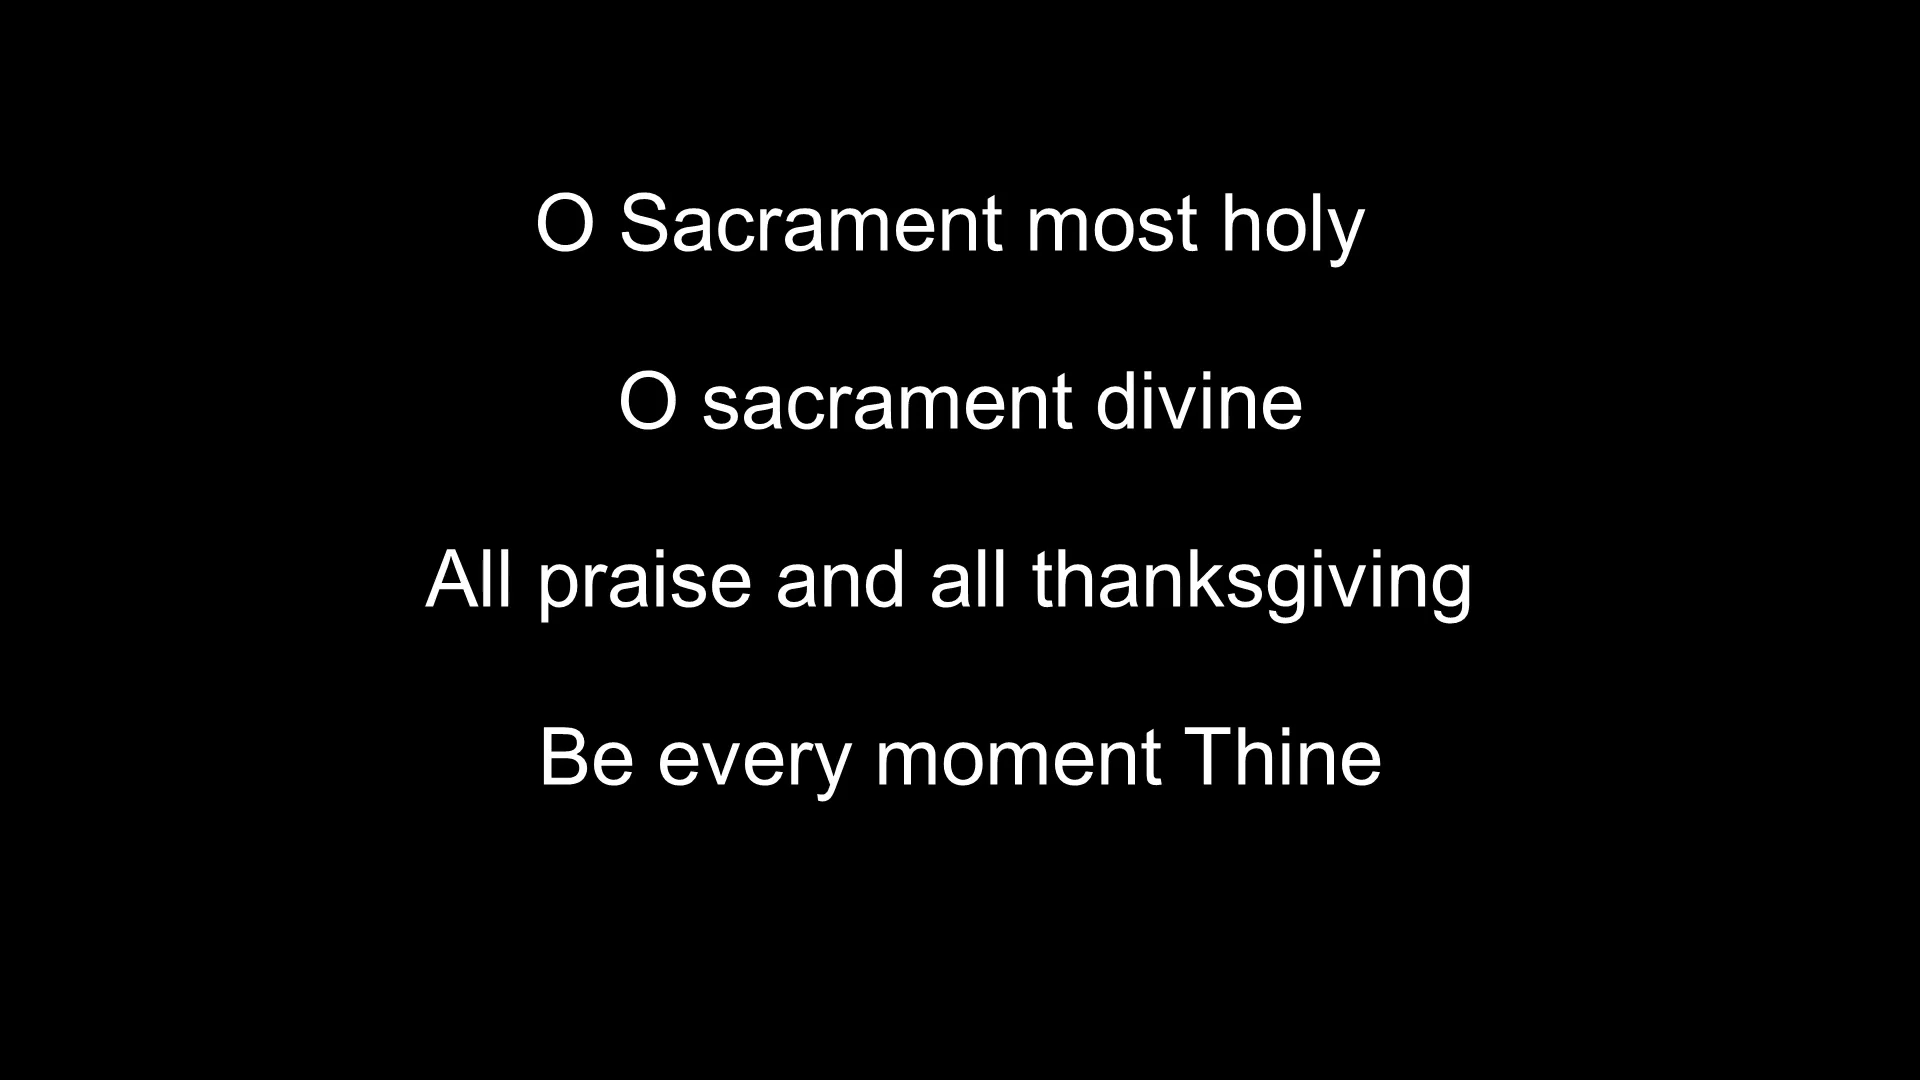 O Sacrament most holy
O sacrament divine
All praise and all thanksgiving
Be every moment Thine